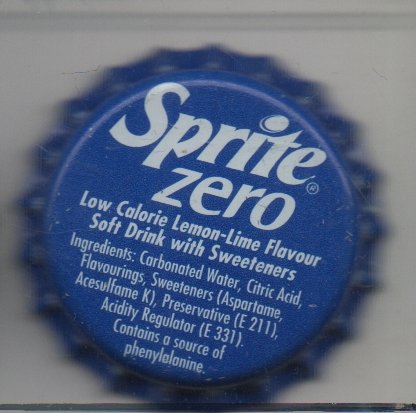 Sprite®
zero
Low Calorie Lemon-Lime Flavour
Soft Drink with Sweeteners
Ingredients: Carbonated Water, Citric Acid,
Flavourings, Sweeteners (Aspartame,
Acesulfame K), Preservative (E 211),
Acidity Regulator (E 331).
Contains a source of
phenylalanine.